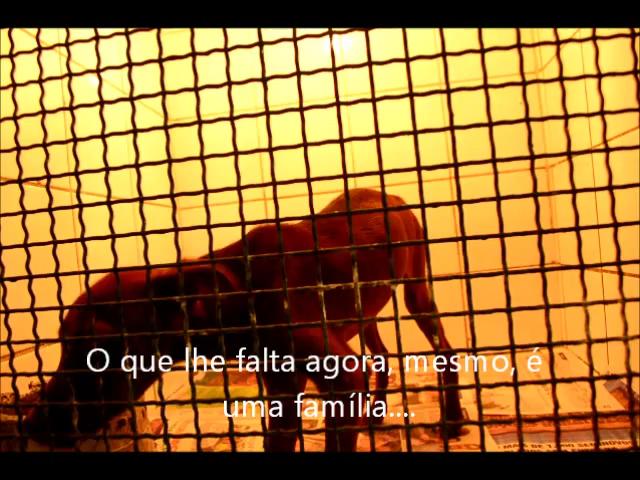 O que lhe falta agora, mesmo, é
uma família....